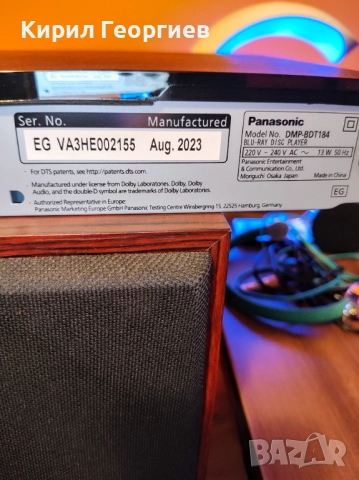 Кирил Георгиев
Ser. No. Manufactured
EG VA3HE002155 Aug. 2023
Panasonic
Model No. DMP-BDT184
BLU-RAY DISC PLAYER
220 V ~ 240 V AC ~ 13 W 50 Hz
Panasonic Entertainment
& Communication Co., Ltd.
Moriguchi Osaka Japan
EG
For DTS patents, see http://patents.dts.com.
Manufactured under license from Dolby Laboratories. Dolby, Dolby
Audio, and the double-D symbol are trademarks of Dolby Laboratories.
Authorized Representative in Europe:
Panasonic Marketing Europe GmbH Panasonic Testing Centre Winsbergring 15, 22525 Hamburg, Germany
bazar.bg